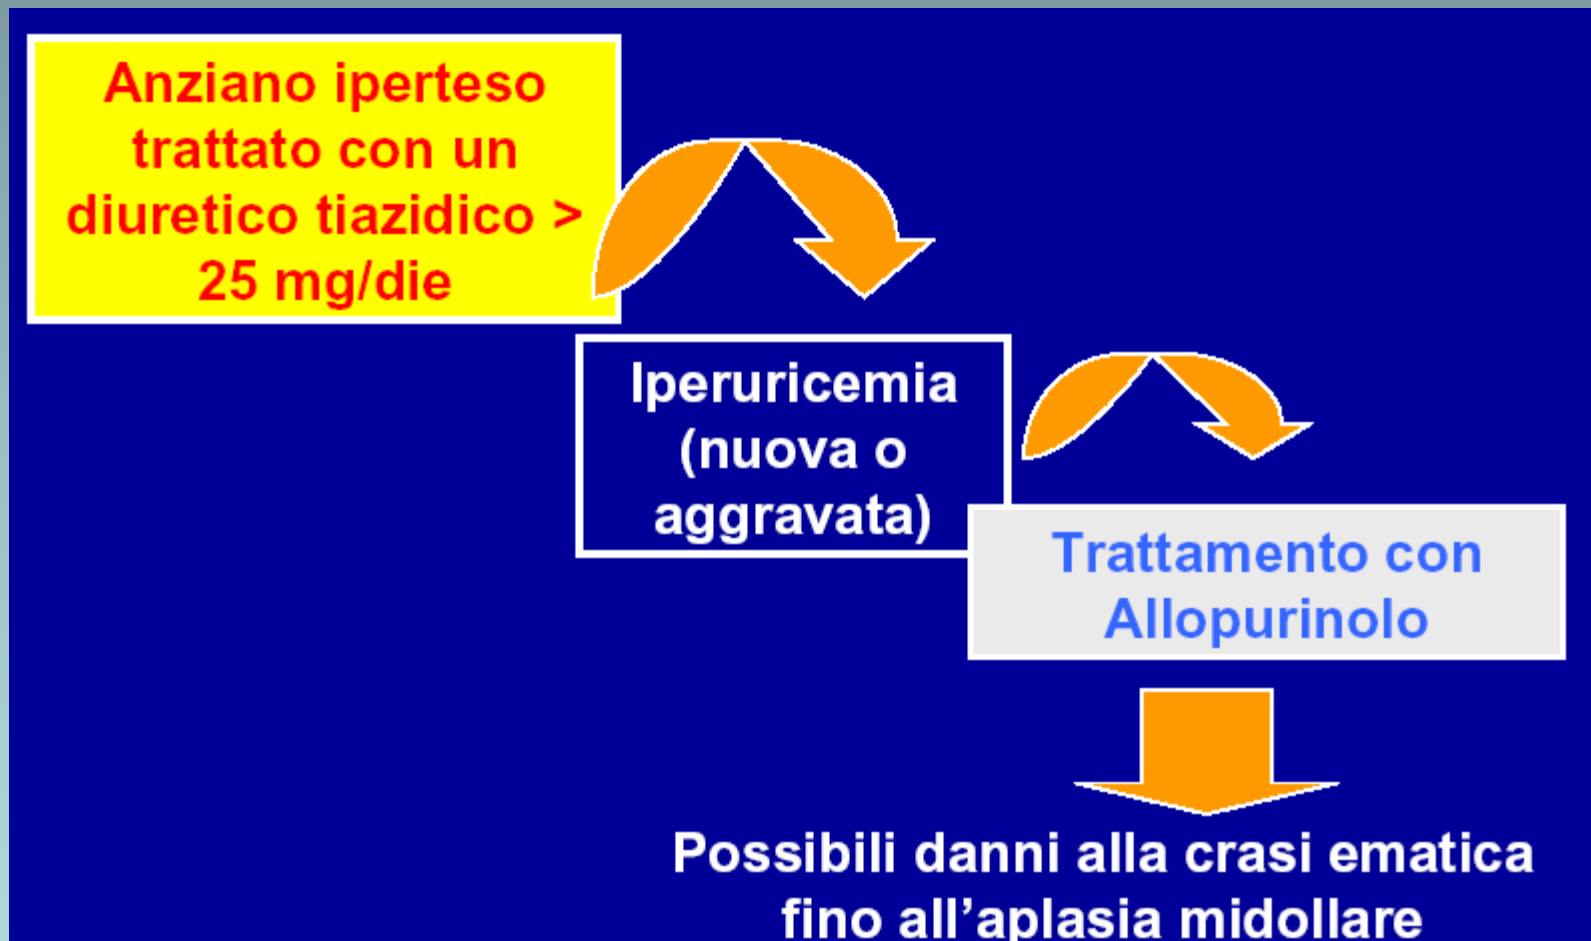 Anziano iperteso
trattato con un
diuretico tiazidico >
25 mg/die
Iperuricemia
(nuova o
aggravata)
Trattamento con
Allopurinolo
Possibili danni alla crasi ematica
fino all’aplasia midollare